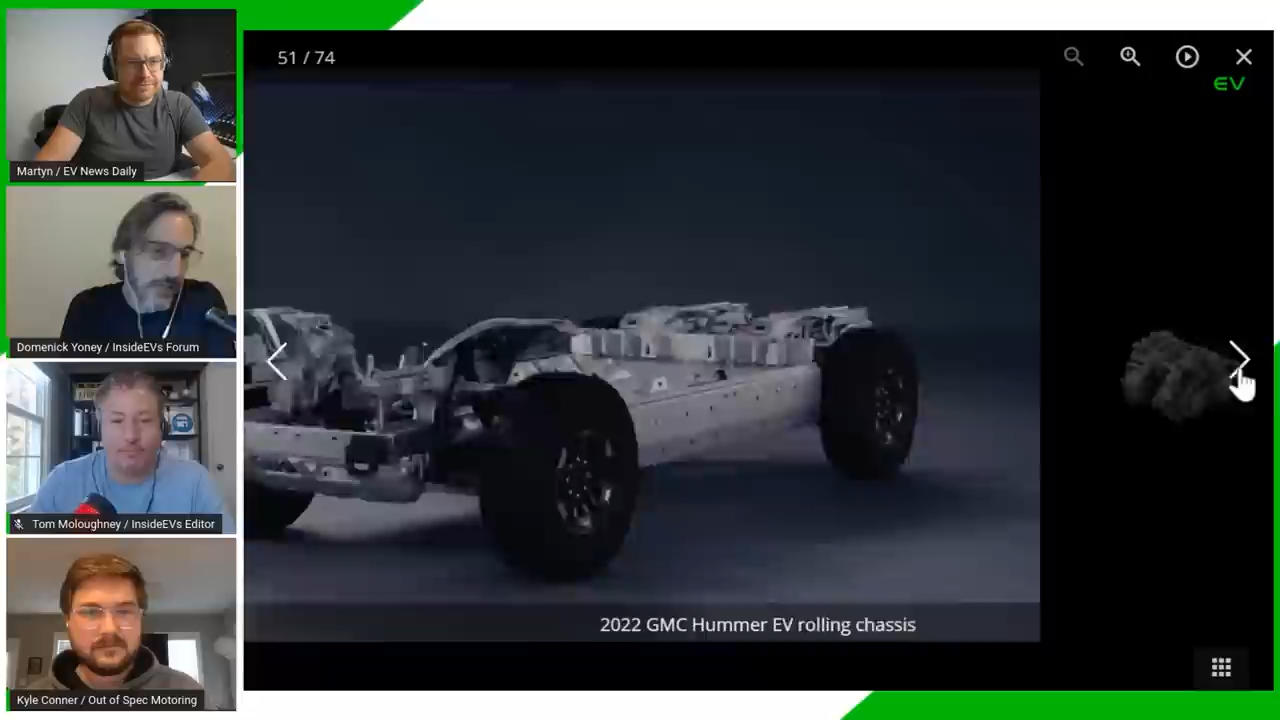 Martyn / EV News Daily
Domenick Yoney / InsideEVs Forum
Tom Moloughney / InsideEVs Editor
Kyle Conner / Out of Spec Motoring
51 / 74
EV
2022 GMC Hummer EV rolling chassis